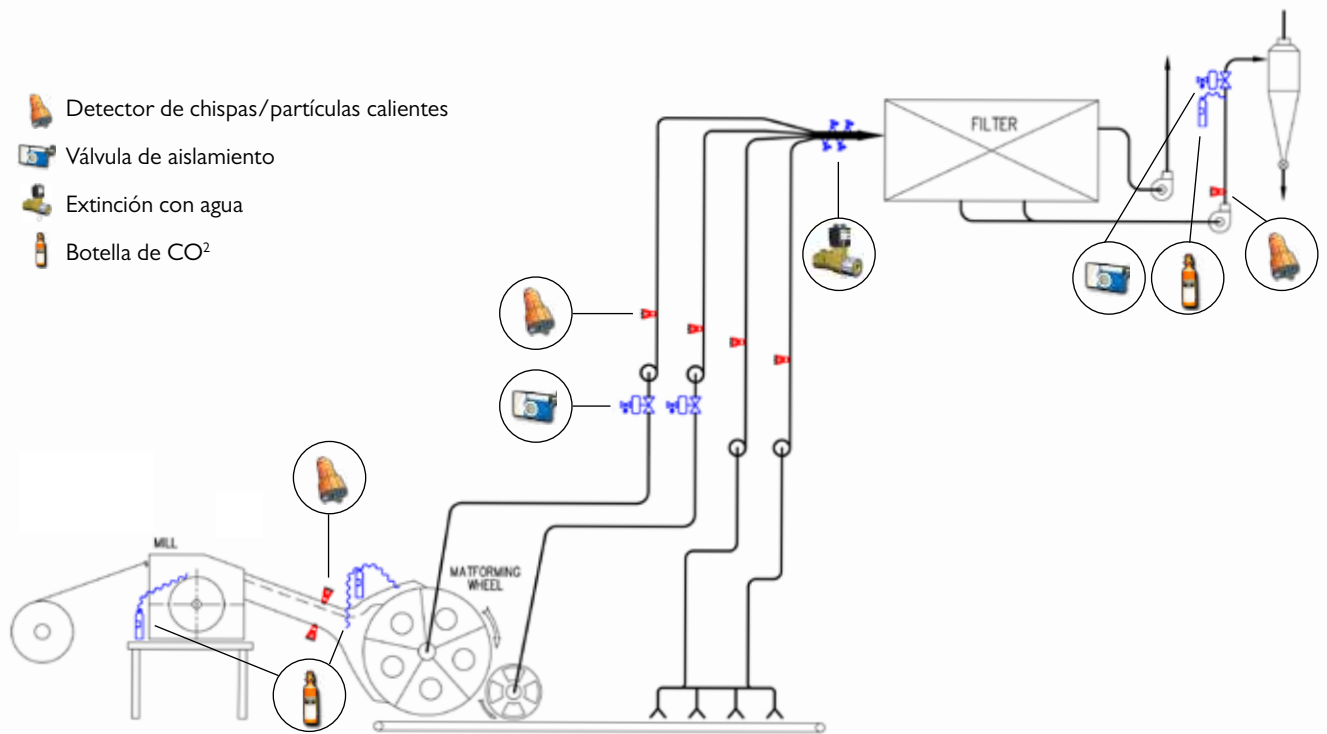 Detector de chispas/partículas calientes
Válvula de aislamiento
Extinción con agua
Botella de CO²
FILTER
MILL
MATFORMING
WHEEL